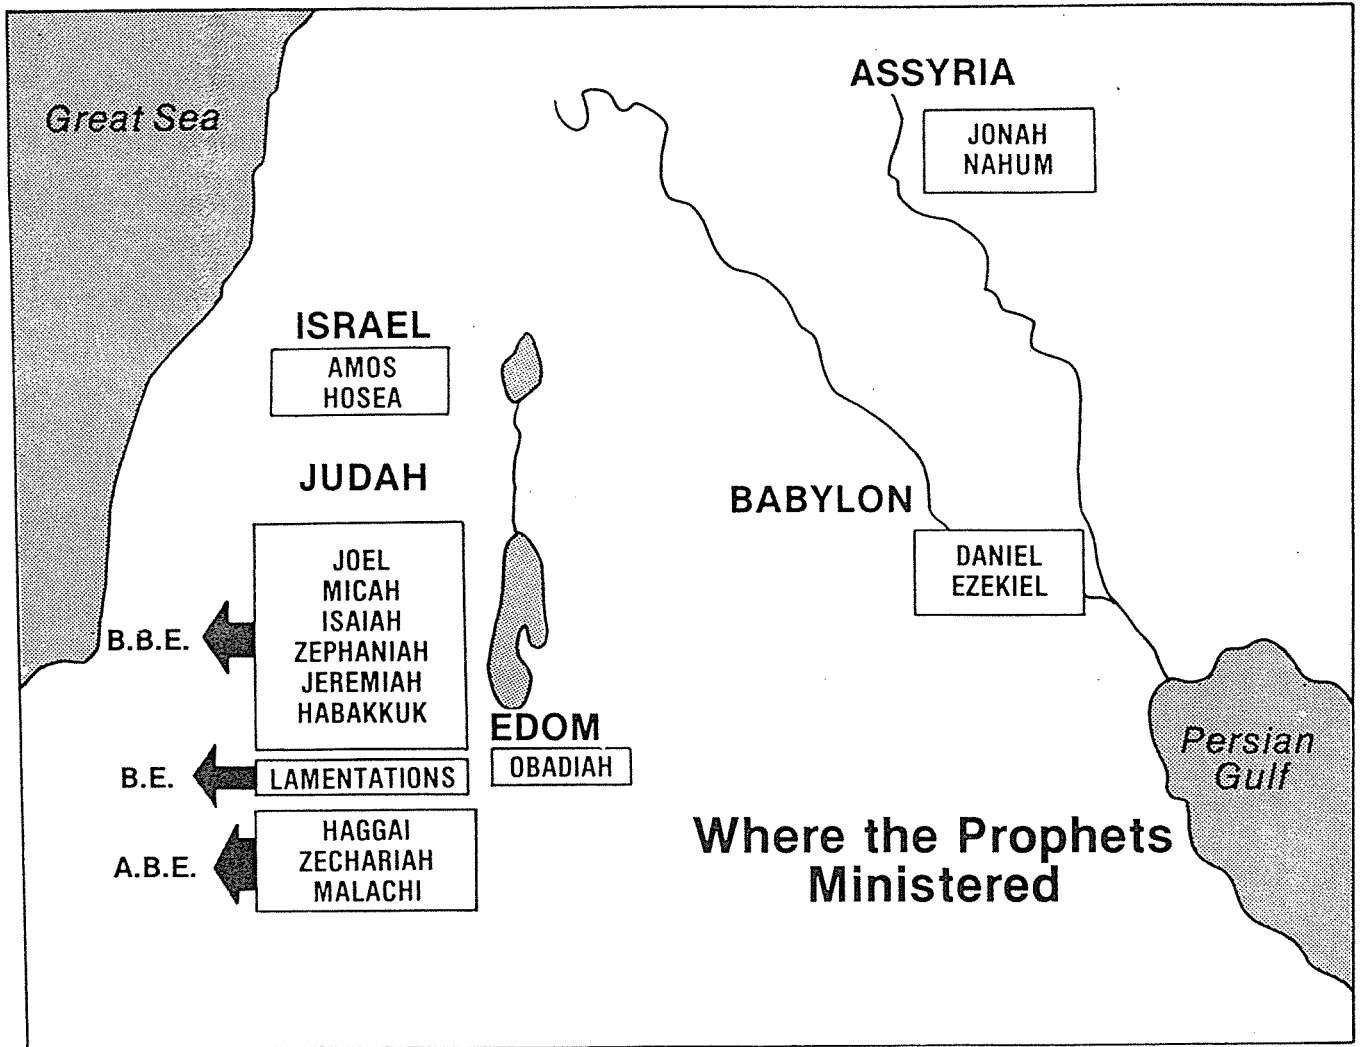 Great Sea
ASSYRIA
JONAH
NAHUM
ISRAEL
AMOS
HOSEA
JUDAH
B.B.E.
JOEL
MICAH
ISAIAH
ZEPHANIAH
JEREMIAH
HABAKKUK
B.E.
LAMENTATIONS
A.B.E.
HAGGAI
ZECHARIAH
MALACHI
EDOM
OBADIAH
BABYLON
DANIEL
EZEKIEL
Persian
Gulf
Where the Prophets
Ministered